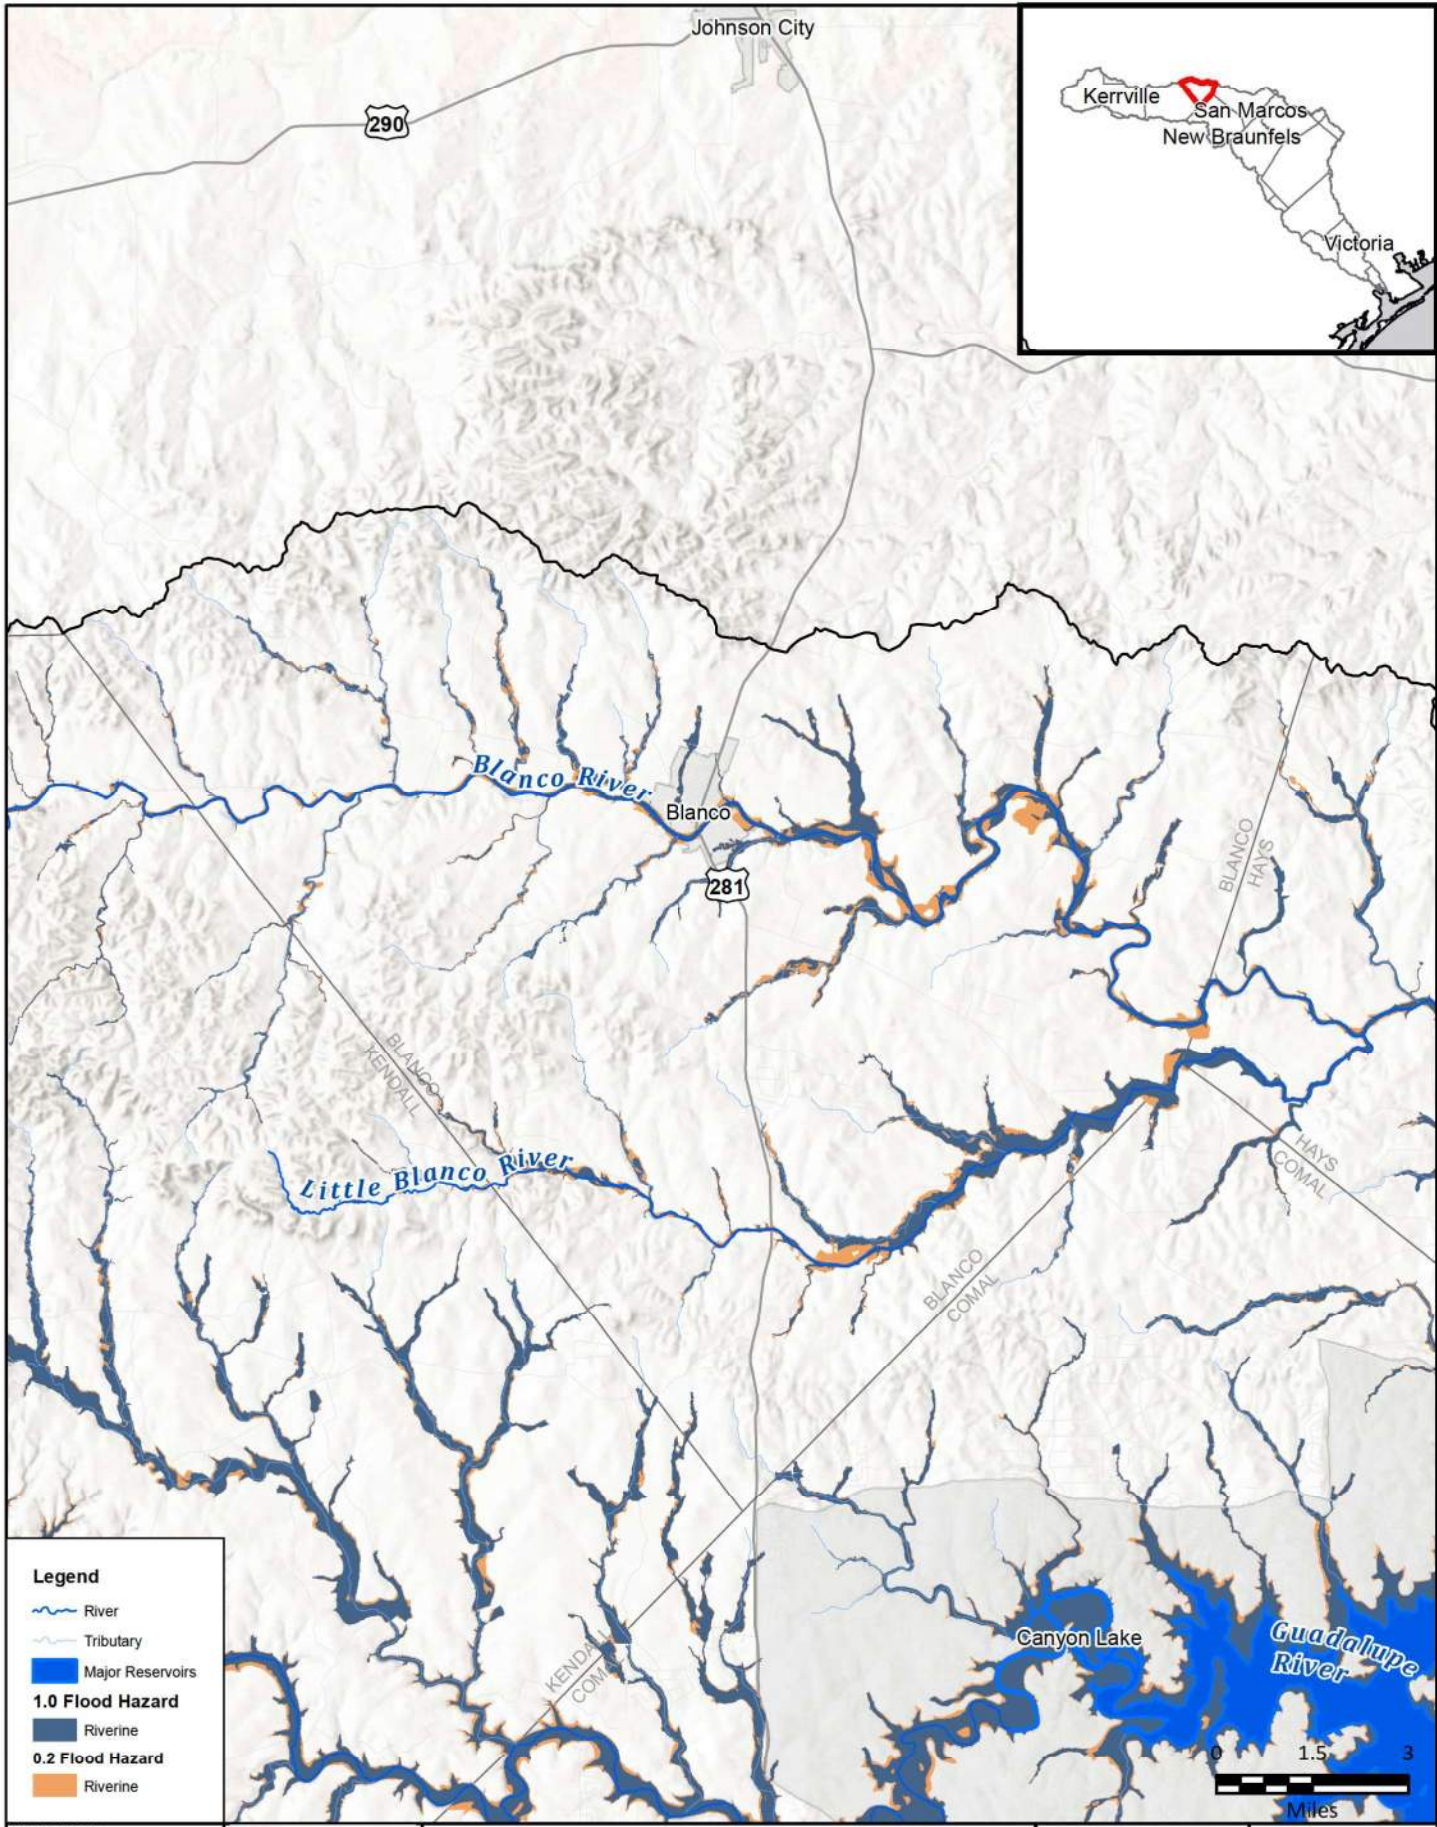 Johnson City
290
Kerrville
San Marcos
New Braunfels
Victoria
Blanco River
Blanco
281
BLANCO
HAYS
BLANCO
KENDALL
Little Blanco River
HAYS
COMAL
BLANCO
COMAL
KENDALL
COMAL
Canyon Lake
Guadalupe
River
Legend
River
Tributary
Major Reservoirs
1.0 Flood Hazard
Riverine
0.2 Flood Hazard
Riverine
0 1.5 3
Miles